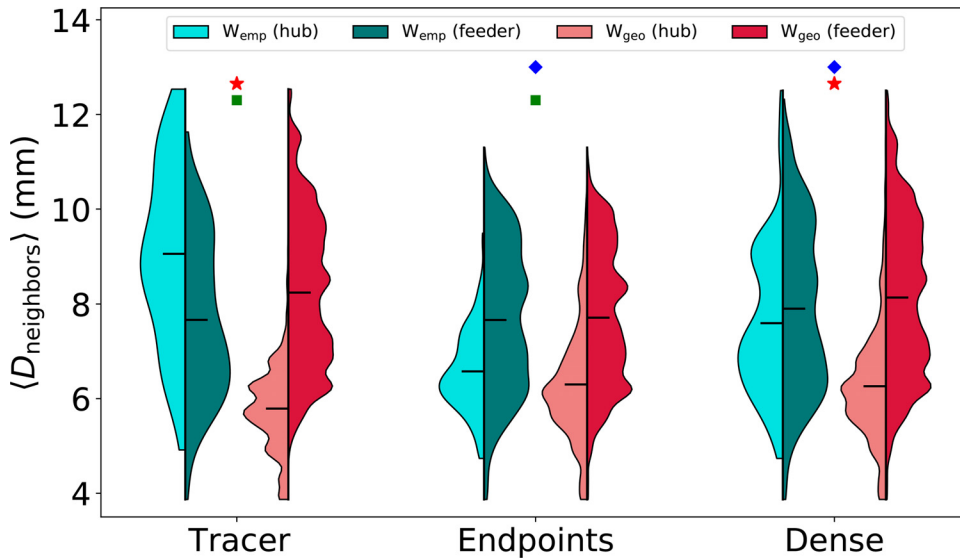 14
12
10
8
6
4
⟨D_neighbors⟩ (mm)
W_emp (hub) W_emp (feeder) W_geo (hub) W_geo (feeder)
Tracer Endpoints Dense